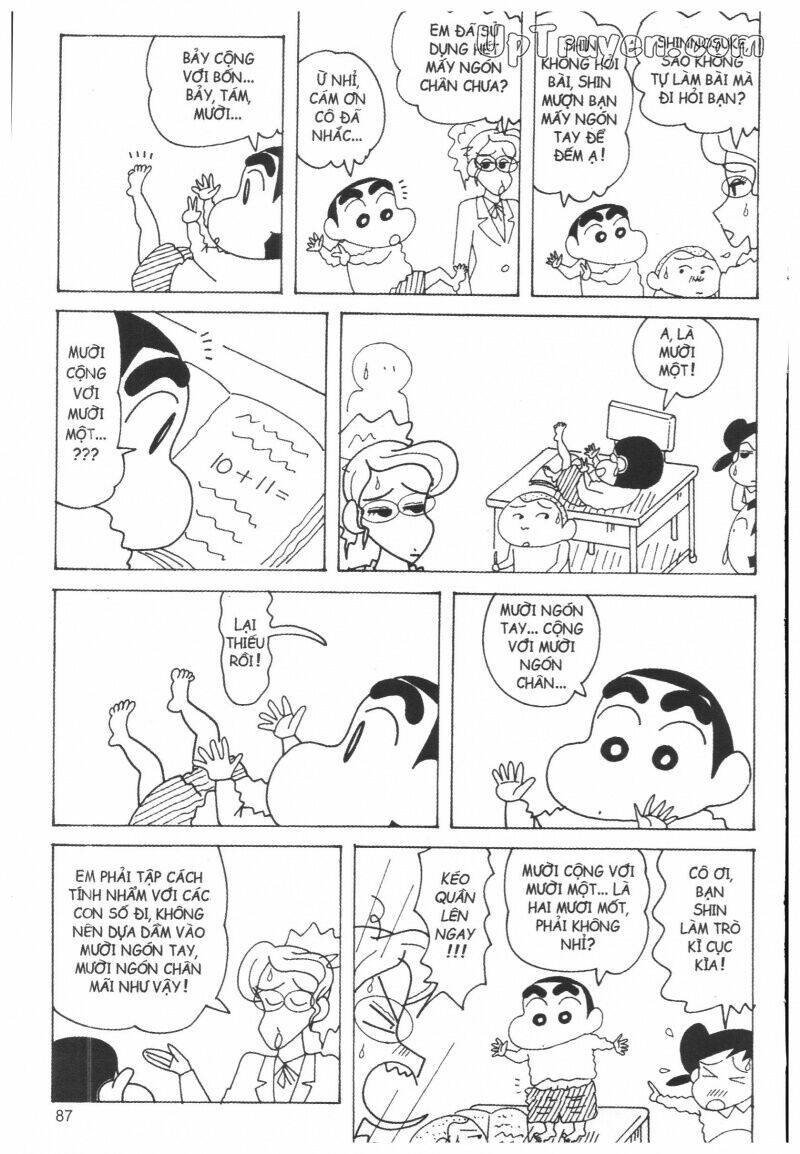 UpTruyen.com
SHINNOSUKE
SAO KHÔNG
TỰ LÀM BÀI MÀ
ĐI HỎI BẠN?
SHIN
KHÔNG HỎI
BÀI, SHIN
MƯỢN BẠN
MẤY NGÓN
TAY ĐỂ
ĐẾM Ạ!
EM ĐÃ SỬ
DỤNG HẾT
MẤY NGÓN
CHÂN CHƯA?
Ừ NHỈ,
CÁM ƠN
CÔ ĐÃ
NHẮC...
BẢY CỘNG
VỚI BỐN...
BẢY, TÁM,
MƯỜI...
A, LÀ
MƯỜI
MỘT!
MƯỜI
CỘNG
VỚI
MƯỜI
MỘT...
???
10+11=
MƯỜI NGÓN
TAY... CỘNG
VỚI MƯỜI
NGÓN
CHÂN...
LẠI
THIẾU
RỒI!
CÔ ƠI,
BẠN
SHIN
LÀM TRÒ
KÌ CỤC
KÌA!
MƯỜI CỘNG VỚI
MƯỜI MỘT... LÀ
HAI MƯƠI MỐT,
PHẢI KHÔNG
NHỈ?
KÉO
QUẦN
LÊN
NGAY
!!!
EM PHẢI TẬP CÁCH
TÍNH NHẨM VỚI CÁC
CON SỐ ĐI, KHÔNG
NÊN DỰA DẪM VÀO
MƯỜI NGÓN TAY,
MƯỜI NGÓN CHÂN
MÃI NHƯ VẬY!
87